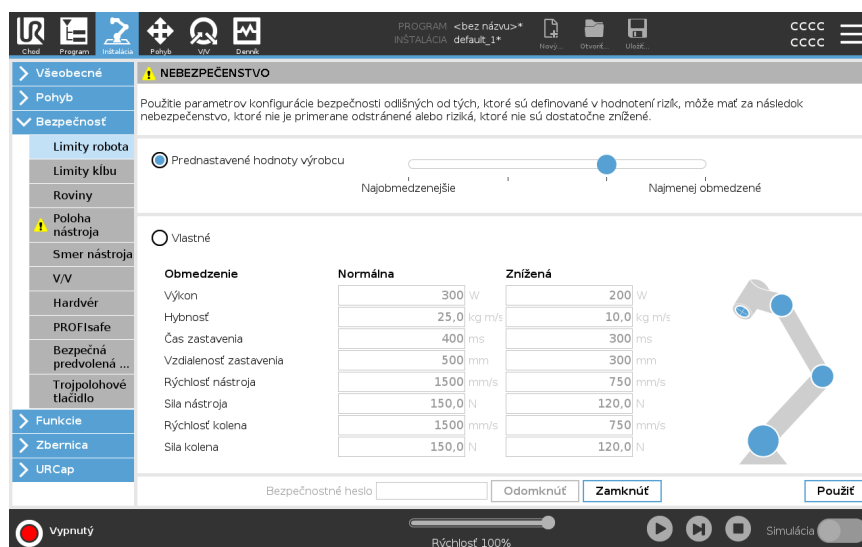 PROGRAM <bez názvu>*
INŠTALÁCIA default_1*
CCCC
CCCC
Chod Program Inštalácia Pohyb V/V Denník Nový... Otvoriť... Uložiť...
Všeobecné
Pohyb
Bezpečnosť
Limity robota
Limity kĺbu
Roviny
Poloha
nástroja
Smer nástroja
V/V
Hardvér
PROFIsafe
Bezpečná
predvolená ...
Trojpolohové
tlačidlo
Funkcie
Zbernica
URCap
NEBEZPEČENSTVO
Použitie parametrov konfigurácie bezpečnosti odlišných od tých, ktoré sú definované v hodnotení rizík, môže mať za následok
nebezpečenstvo, ktoré nie je primerane odstránené alebo riziká, ktoré nie sú dostatočne znížené.
Prednastavené hodnoty výrobcu
Najobmedzenejšie Najmenej obmedzené
Vlastné
Obmedzenie Normálna Znížená
Výkon 300 W 200 W
Hybnosť 25,0 kg m/s 10,0 kg m/s
Čas zastavenia 400 ms 300 ms
Vzdialenosť zastavenia 500 mm 300 mm
Rýchlosť nástroja 1500 mm/s 750 mm/s
Sila nástroja 150,0 N 120,0 N
Rýchlosť kolena 1500 mm/s 750 mm/s
Sila kolena 150,0 N 120,0 N
Bezpečnostné heslo Odomknúť Zamknúť Použiť
Vypnutý Rýchlosť 100% Simulácia